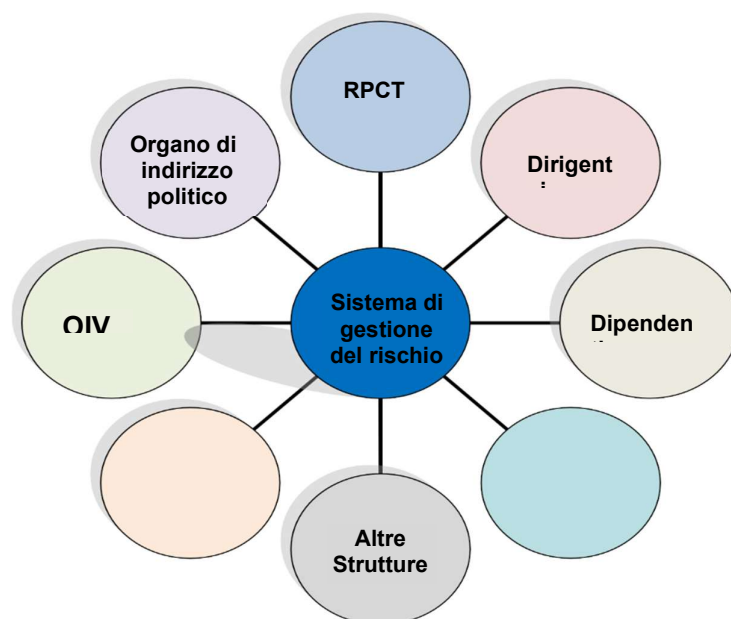 RPCT
Organo di
indirizzo
politico
Dirigent
OIV
Sistema di
gestione
del rischio
Dipenden
Altre
Strutture